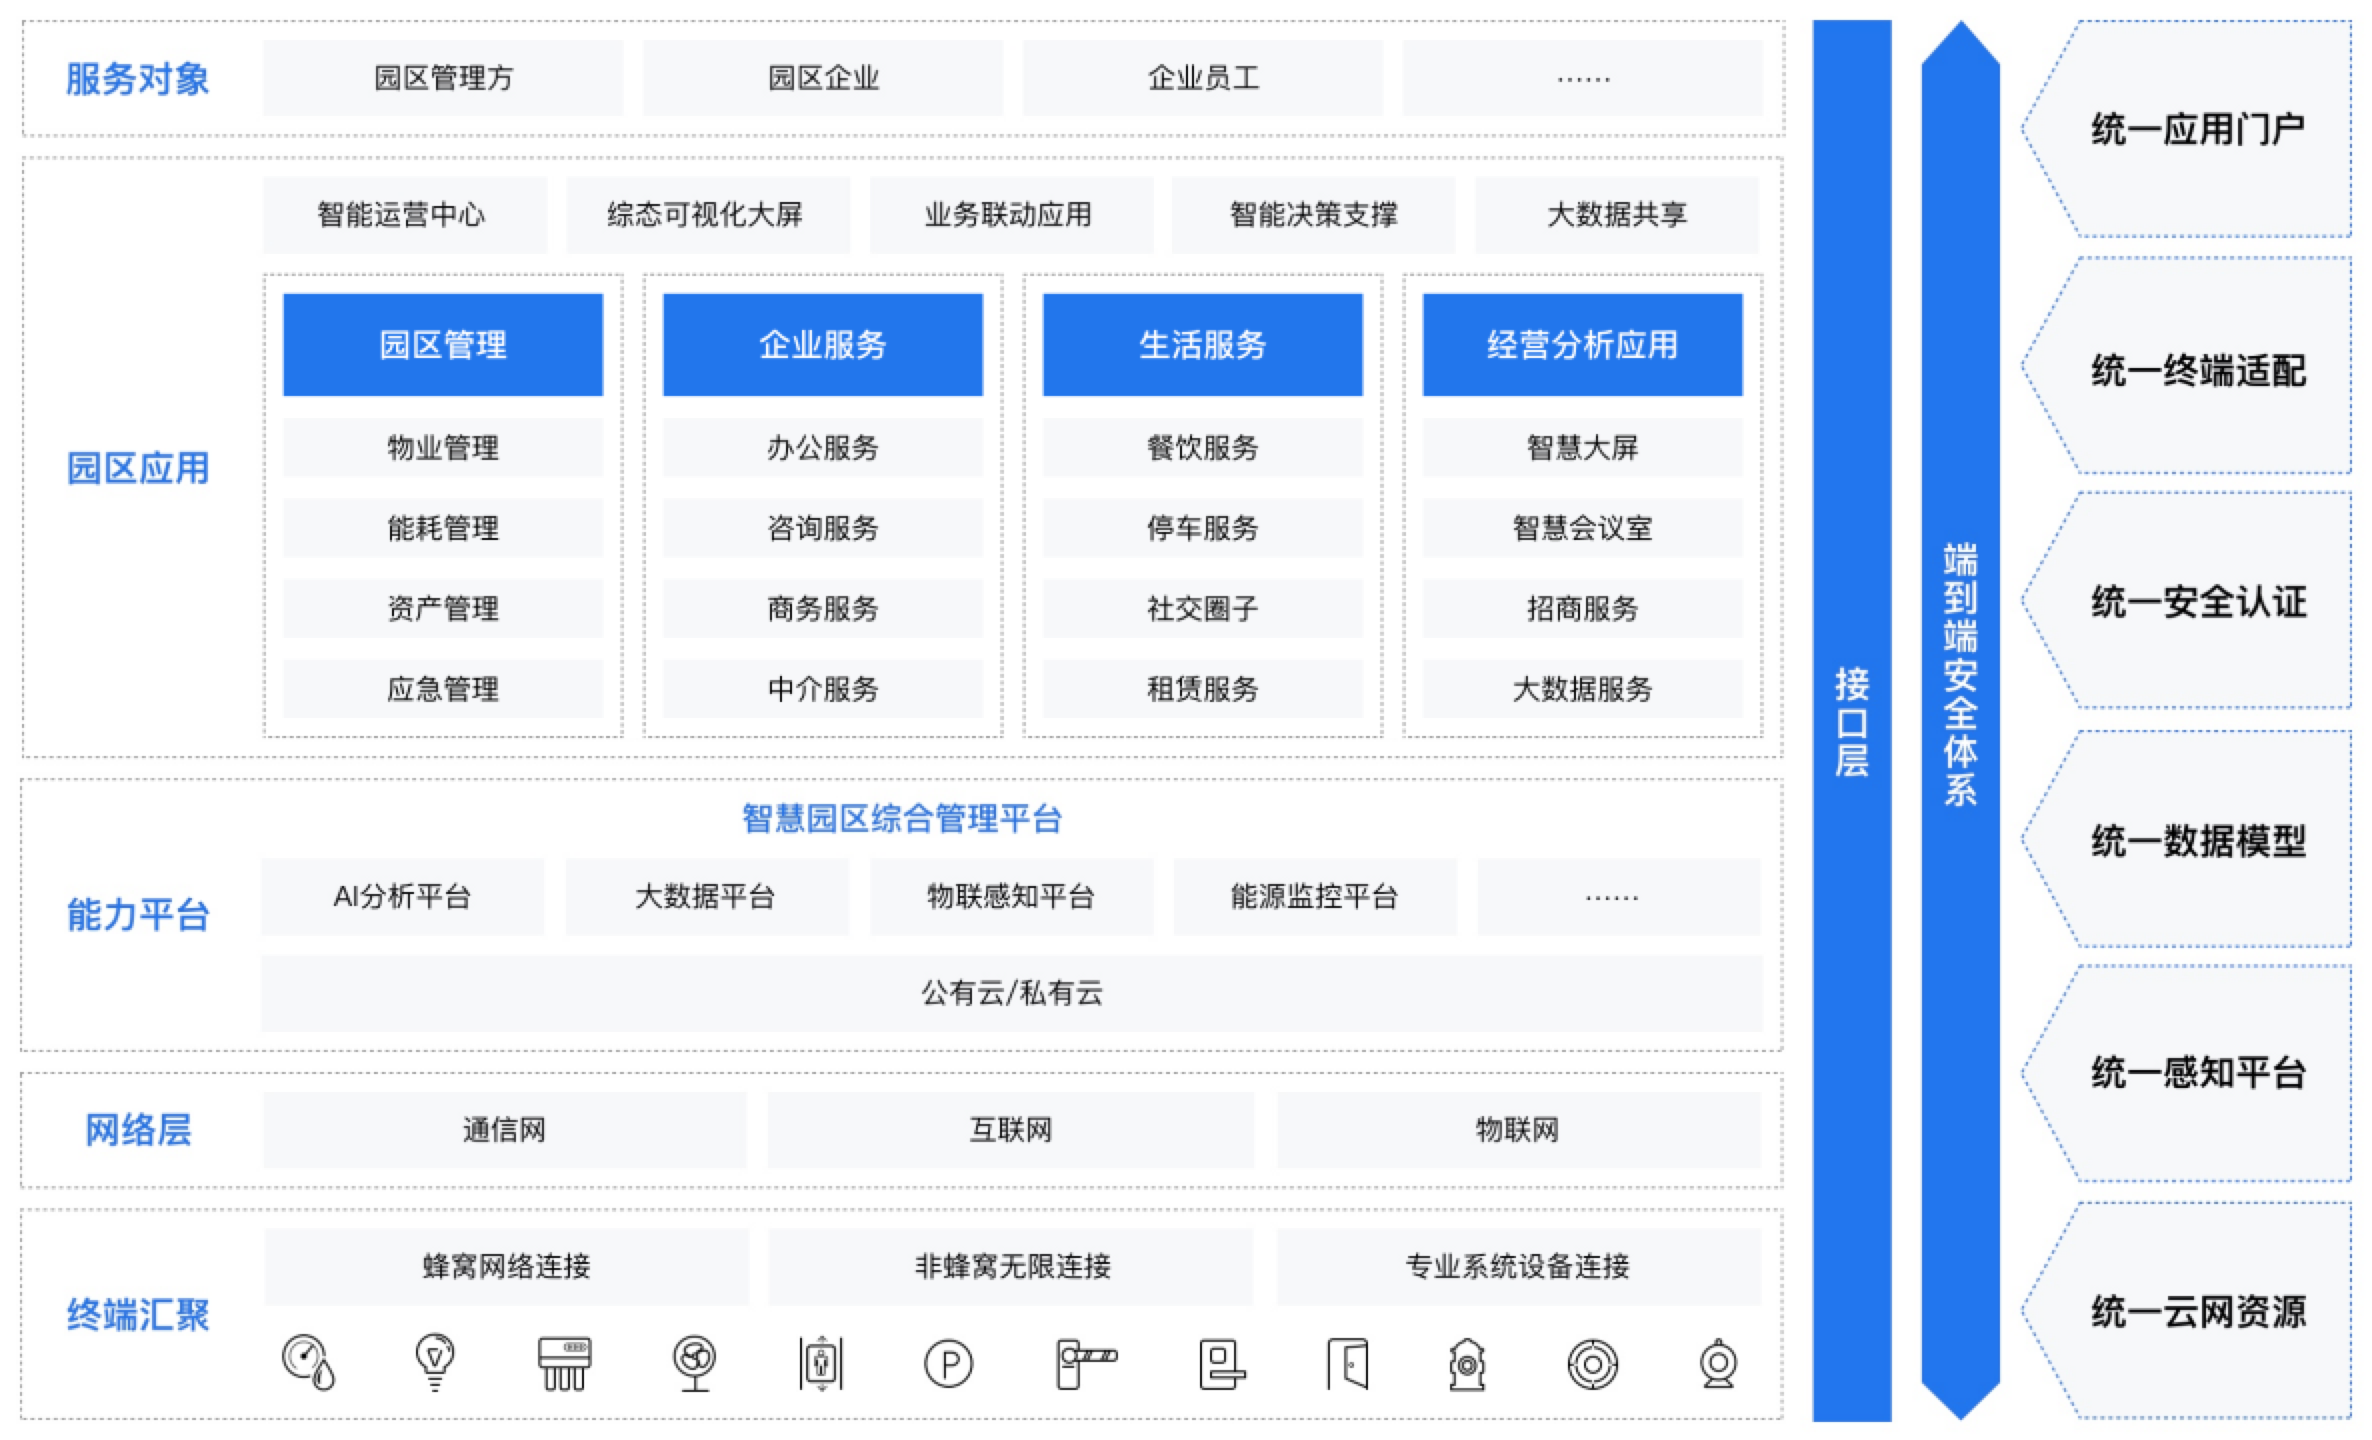 服务对象
园区管理方
园区企业
企业员工
······
园区应用
智能运营中心
综态可视化大屏
业务联动应用
智能决策支撑
大数据共享
园区管理
物业管理
能耗管理
资产管理
应急管理
企业服务
办公服务
咨询服务
商务服务
中介服务
生活服务
餐饮服务
停车服务
社交圈子
租赁服务
经营分析应用
智慧大屏
智慧会议室
招商服务
大数据服务
能力平台
智慧园区综合管理平台
AI分析平台
大数据平台
物联感知平台
能源监控平台
······
公有云/私有云
网络层
通信网
互联网
物联网
终端汇聚
蜂窝网络连接
非蜂窝无限连接
专业系统设备连接
P
接口层
端到端安全体系
统一应用门户
统一终端适配
统一安全认证
统一数据模型
统一感知平台
统一云网资源